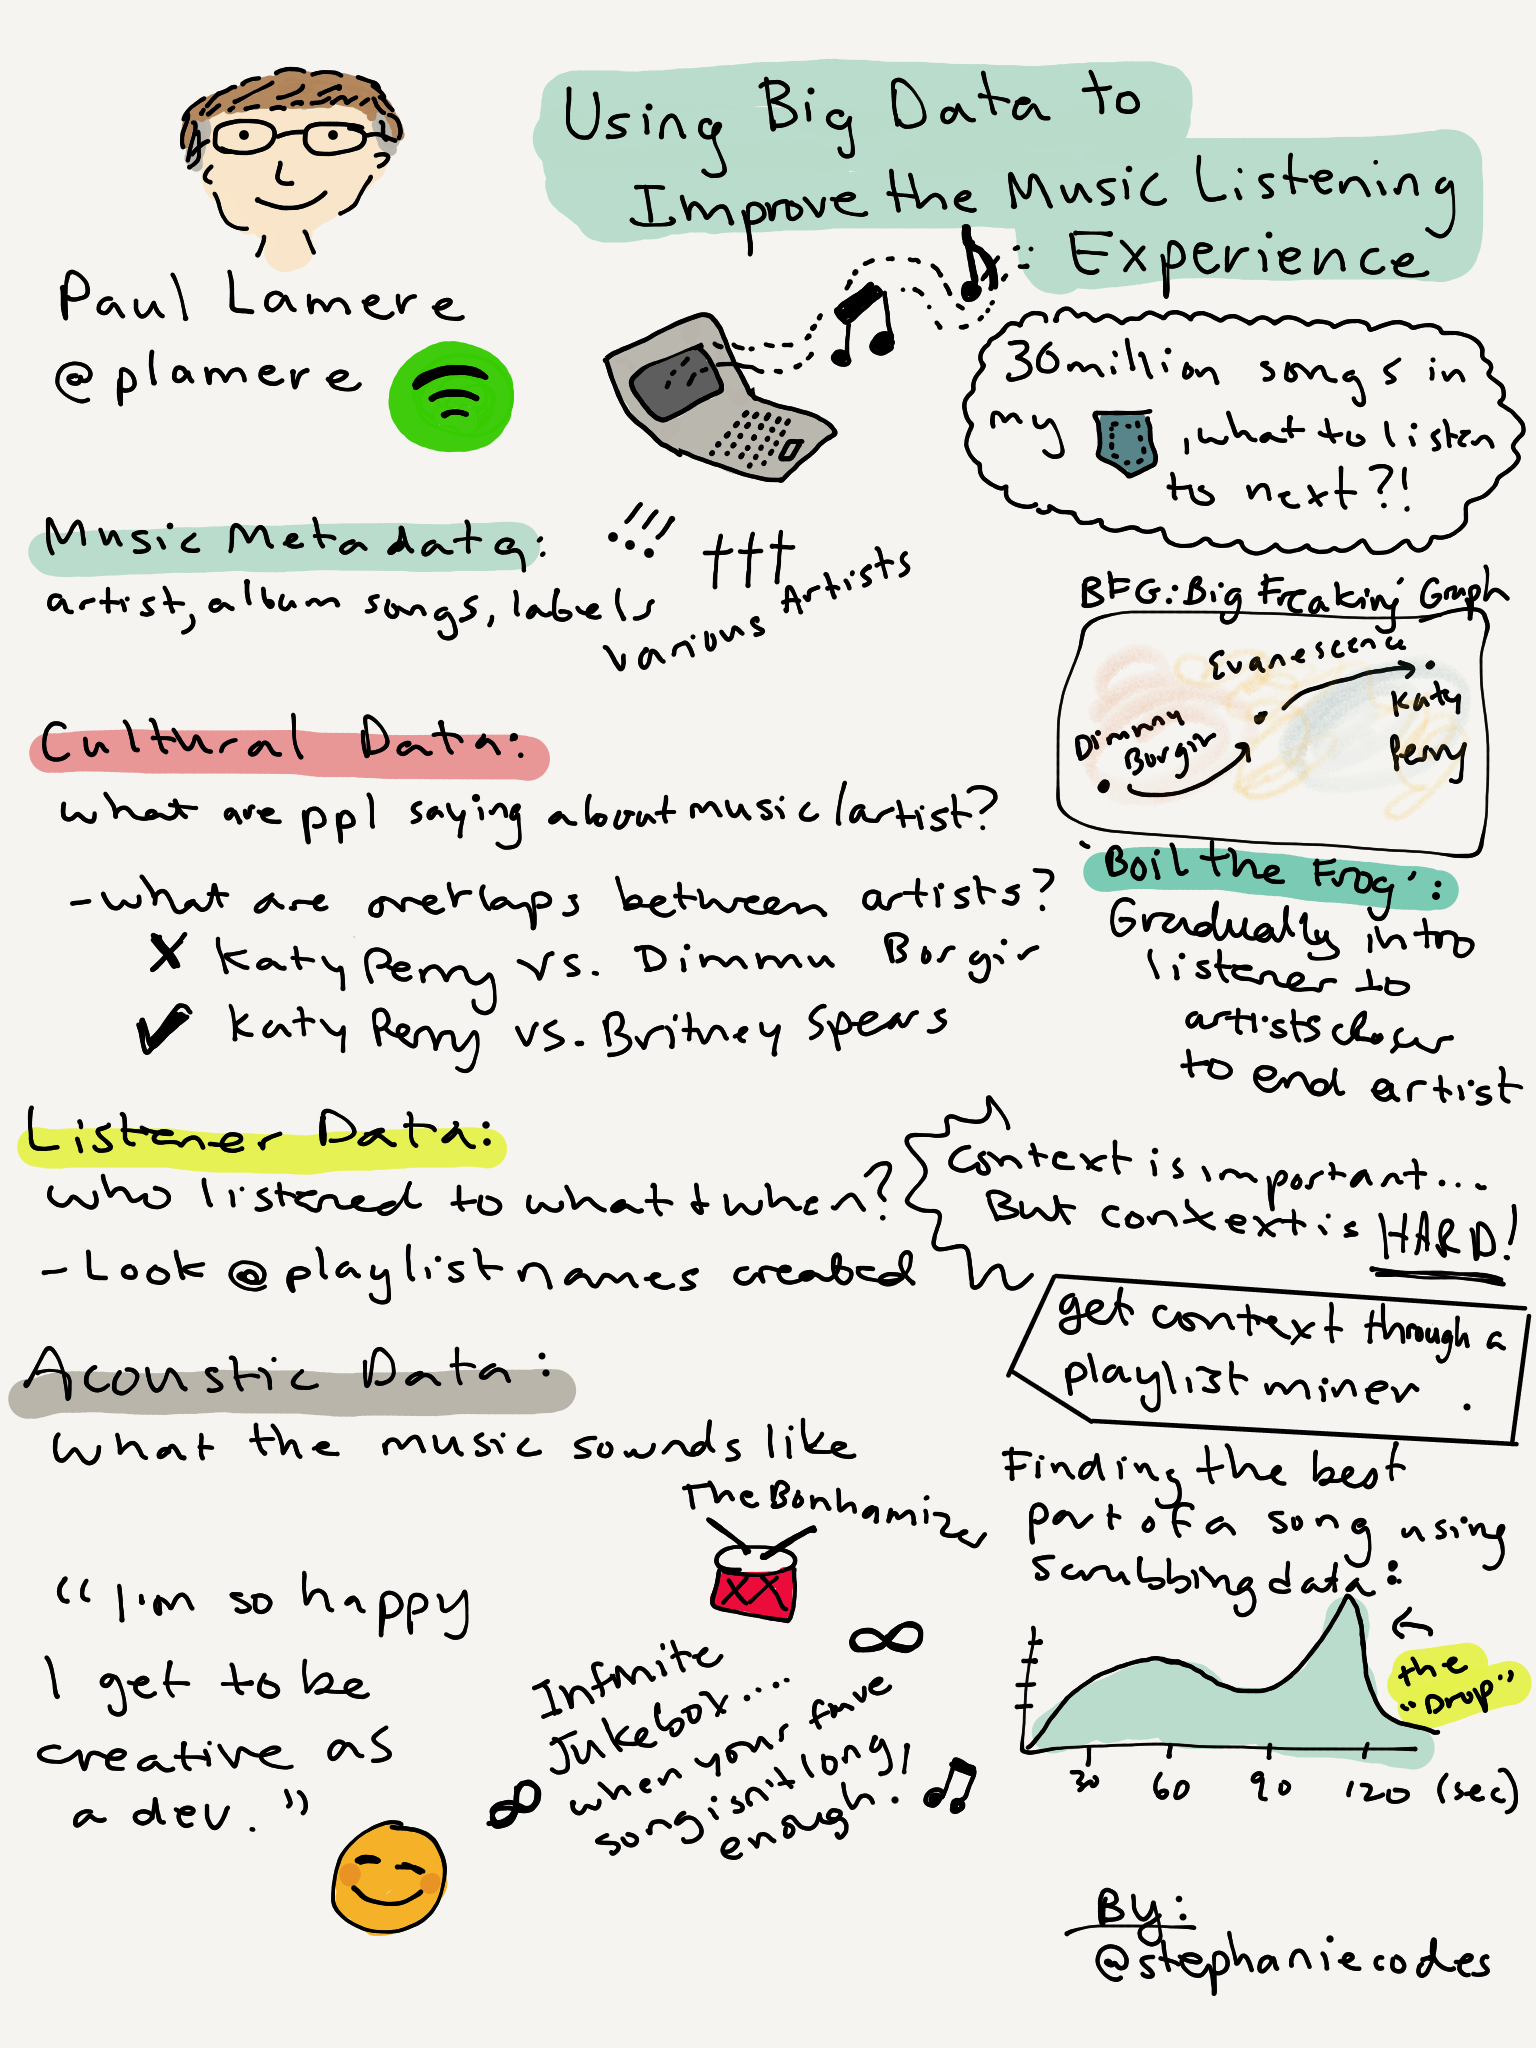 Using Big Data to
Improve the Music Listening
Experience
Paul Lamere
@plamere
30 million songs in
my , what to listen
to next?!
Music Metadata:
artist, album songs, labels
!!!
†††
Various Artists
BFG: Big Freakin' Graph
Evanescence
Dimmny
Borgir
Katy
Perry
Cultural Data:
what are ppl saying about music/artist?
- what are overlaps between artists?
X Katy Perry vs. Dimmu Borgir
✓ Katy Perry vs. Britney Spears
'Boil the Frog':
Gradually intro
listener to
artists closer
to end artist
Listener Data:
who listened to what + when?
- Look @ playlist names created
Context is important...
But context is HARD!
get context through a
playlist miner.
Acoustic Data:
what the music sounds like
The Bonhamizer
Finding the best
part of a song using
scrubbing data:
the
"Drop"
30 60 90 120 (sec)
"I'm so happy
I get to be
creative as
a dev."
∞
Infinite
Jukebox....
when your fave
song isn't long
enough!
∞
By:
@stephaniecodes